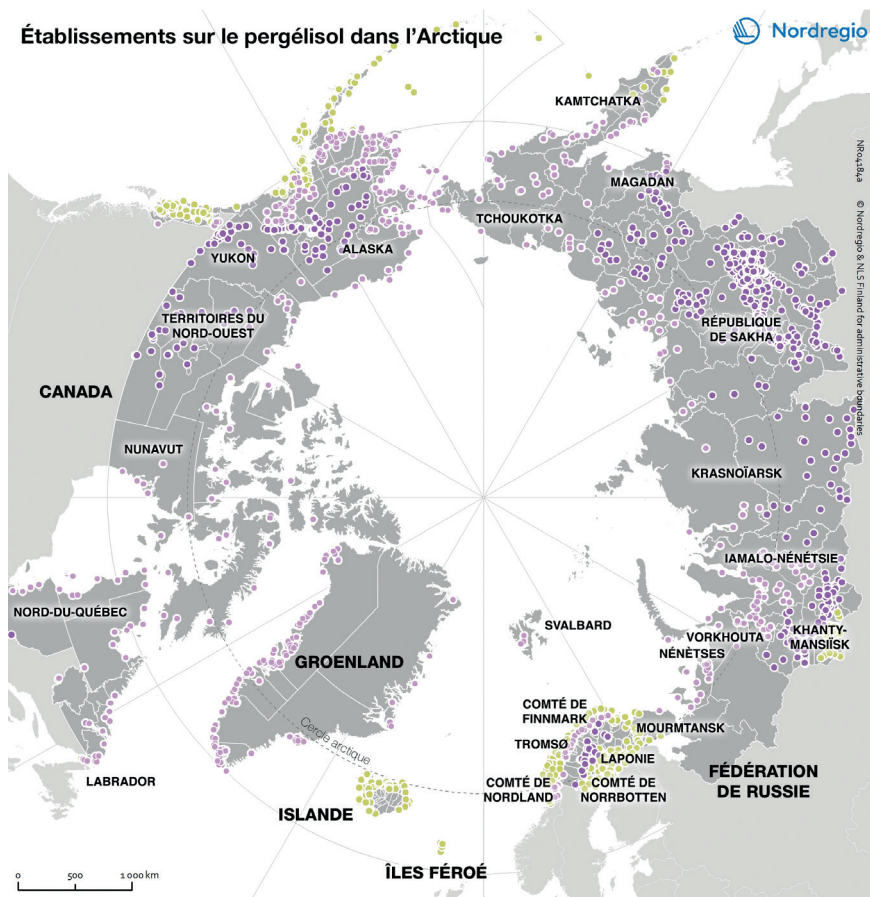 Établissements sur le pergélisol dans l'Arctique
Nordregio
KAMTCHATKA
MAGADAN
TCHOUKOTKA
ALASKA
YUKON
TERRITOIRES DU
NORD-OUEST
RÉPUBLIQUE
DE SAKHA
CANADA
NUNAVUT
KRASNOÏARSK
IAMALO-NÉNÉTSIE
NORD-DU-QUÉBEC
SVALBARD
VORKHOUTA
NÉNÈTSES
KHANTY-
MANSIÏSK
GROENLAND
COMTÉ DE
FINNMARK
MOURMTANSK
Cercle arctique
TROMSØ
LAPONIE
LABRADOR
COMTÉ DE
NORDLAND
COMTÉ DE
NORRBOTTEN
FÉDÉRATION
DE RUSSIE
ISLANDE
ÎLES FÉROÉ
0 500 1 000 km
NR04184a © Nordregio & NLS Finland for administrative boundaries